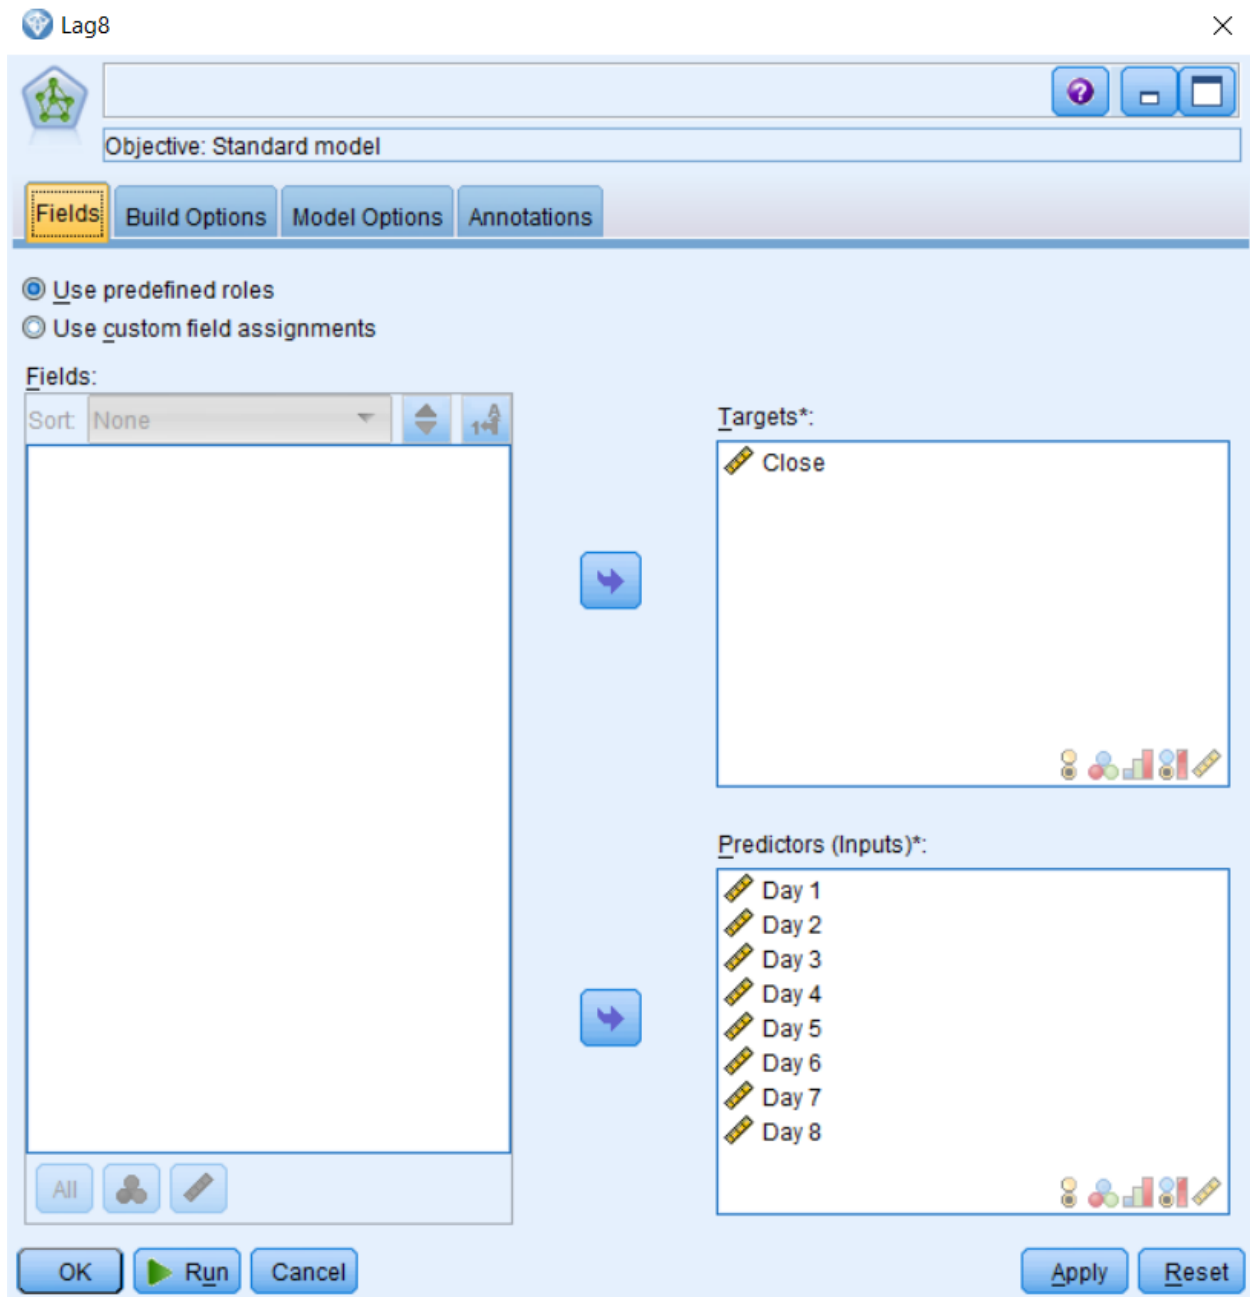 Lag8
Objective: Standard model
Fields
Build Options
Model Options
Annotations
Use predefined roles
Use custom field assignments
Fields:
Sort: None
Targets*:
Close
Predictors (Inputs)*:
Day 1
Day 2
Day 3
Day 4
Day 5
Day 6
Day 7
Day 8
All
OK
Run
Cancel
Apply
Reset